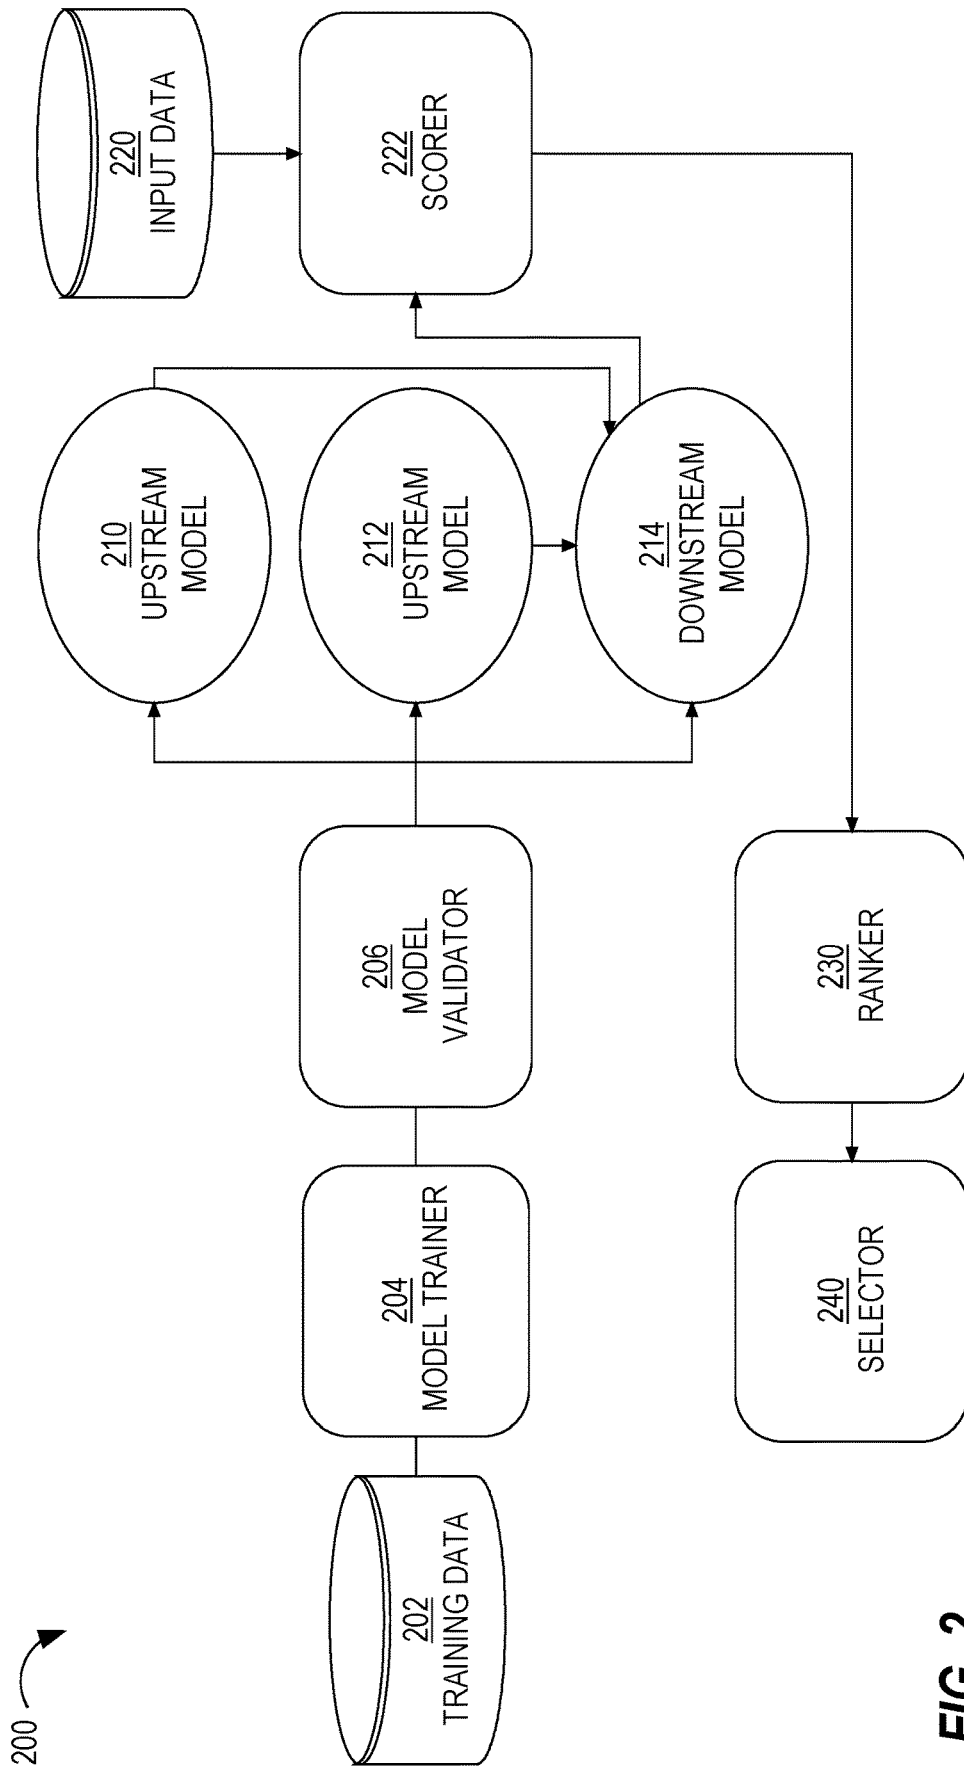 200
202
TRAINING DATA
204
MODEL TRAINER
206
MODEL
VALIDATOR
210
UPSTREAM
MODEL
212
UPSTREAM
MODEL
214
DOWNSTREAM
MODEL
220
INPUT DATA
222
SCORER
240
SELECTOR
230
RANKER
FIG. 2